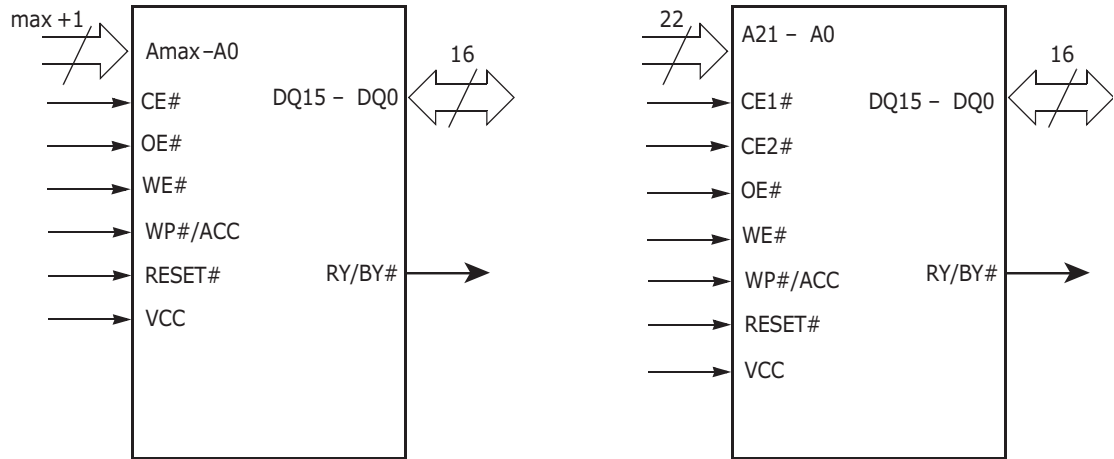 max +1
Amax –A0
16
CE#
DQ15 – DQ0
OE#
WE#
WP#/ACC
RESET#
RY/BY#
VCC
22
A21 – A0
16
CE1#
DQ15 – DQ0
CE2#
OE#
WE#
WP#/ACC
RY/BY#
RESET#
VCC